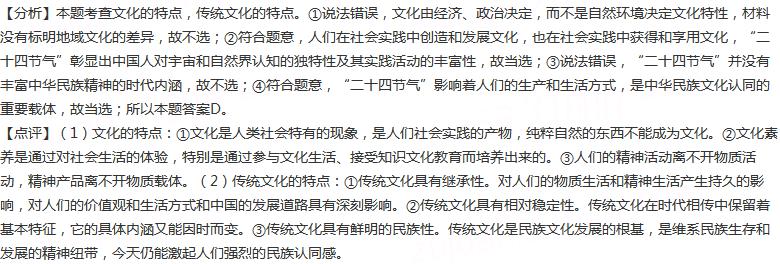 【分析】本题考查文化的特点，传统文化的特点。①说法错误，文化由经济、政治决定，而不是自然环境决定文化特性，材料
没有标明地域文化的差异，故不选；②符合题意，人们在社会实践中创造和发展文化，也在社会实践中获得和享用文化，“二
十四节气”彰显出中国人对宇宙和自然界认知的独特性及其实践活动的丰富性，故当选；③说法错误，“二十四节气”并没有
丰富中华民族精神的时代内涵，故不选；④符合题意，“二十四节气”影响着人们的生产和生活方式，是中华民族文化认同的
重要载体，故当选；所以本题答案D。
【点评】（1）文化的特点：①文化是人类社会特有的现象，是人们社会实践的产物，纯粹自然的东西不能成为文化。②文化素
养是通过对社会生活的体验，特别是通过参与文化生活、接受知识文化教育而培养出来的。③人们的精神活动离不开物质活
动，精神产品离不开物质载体。（2）传统文化的特点：①传统文化具有继承性。对人们的物质生活和精神生活产生持久的影
响，对人们的价值观和生活方式和中国的发展道路具有深刻影响。②传统文化具有相对稳定性。传统文化在时代相传中保留着
基本特征，它的具体内涵又能因时而变。③传统文化具有鲜明的民族性。传统文化是民族文化发展的根基，是维系民族生存和
发展的精神纽带，今天仍能激起人们强烈的民族认同感。